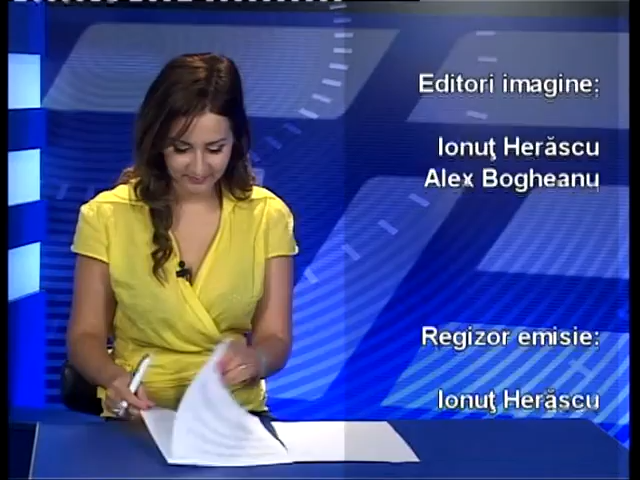 Editori imagine:
Ionuţ Herăscu
Alex Bogheanu
Regizor emisie:
Ionuţ Herăscu